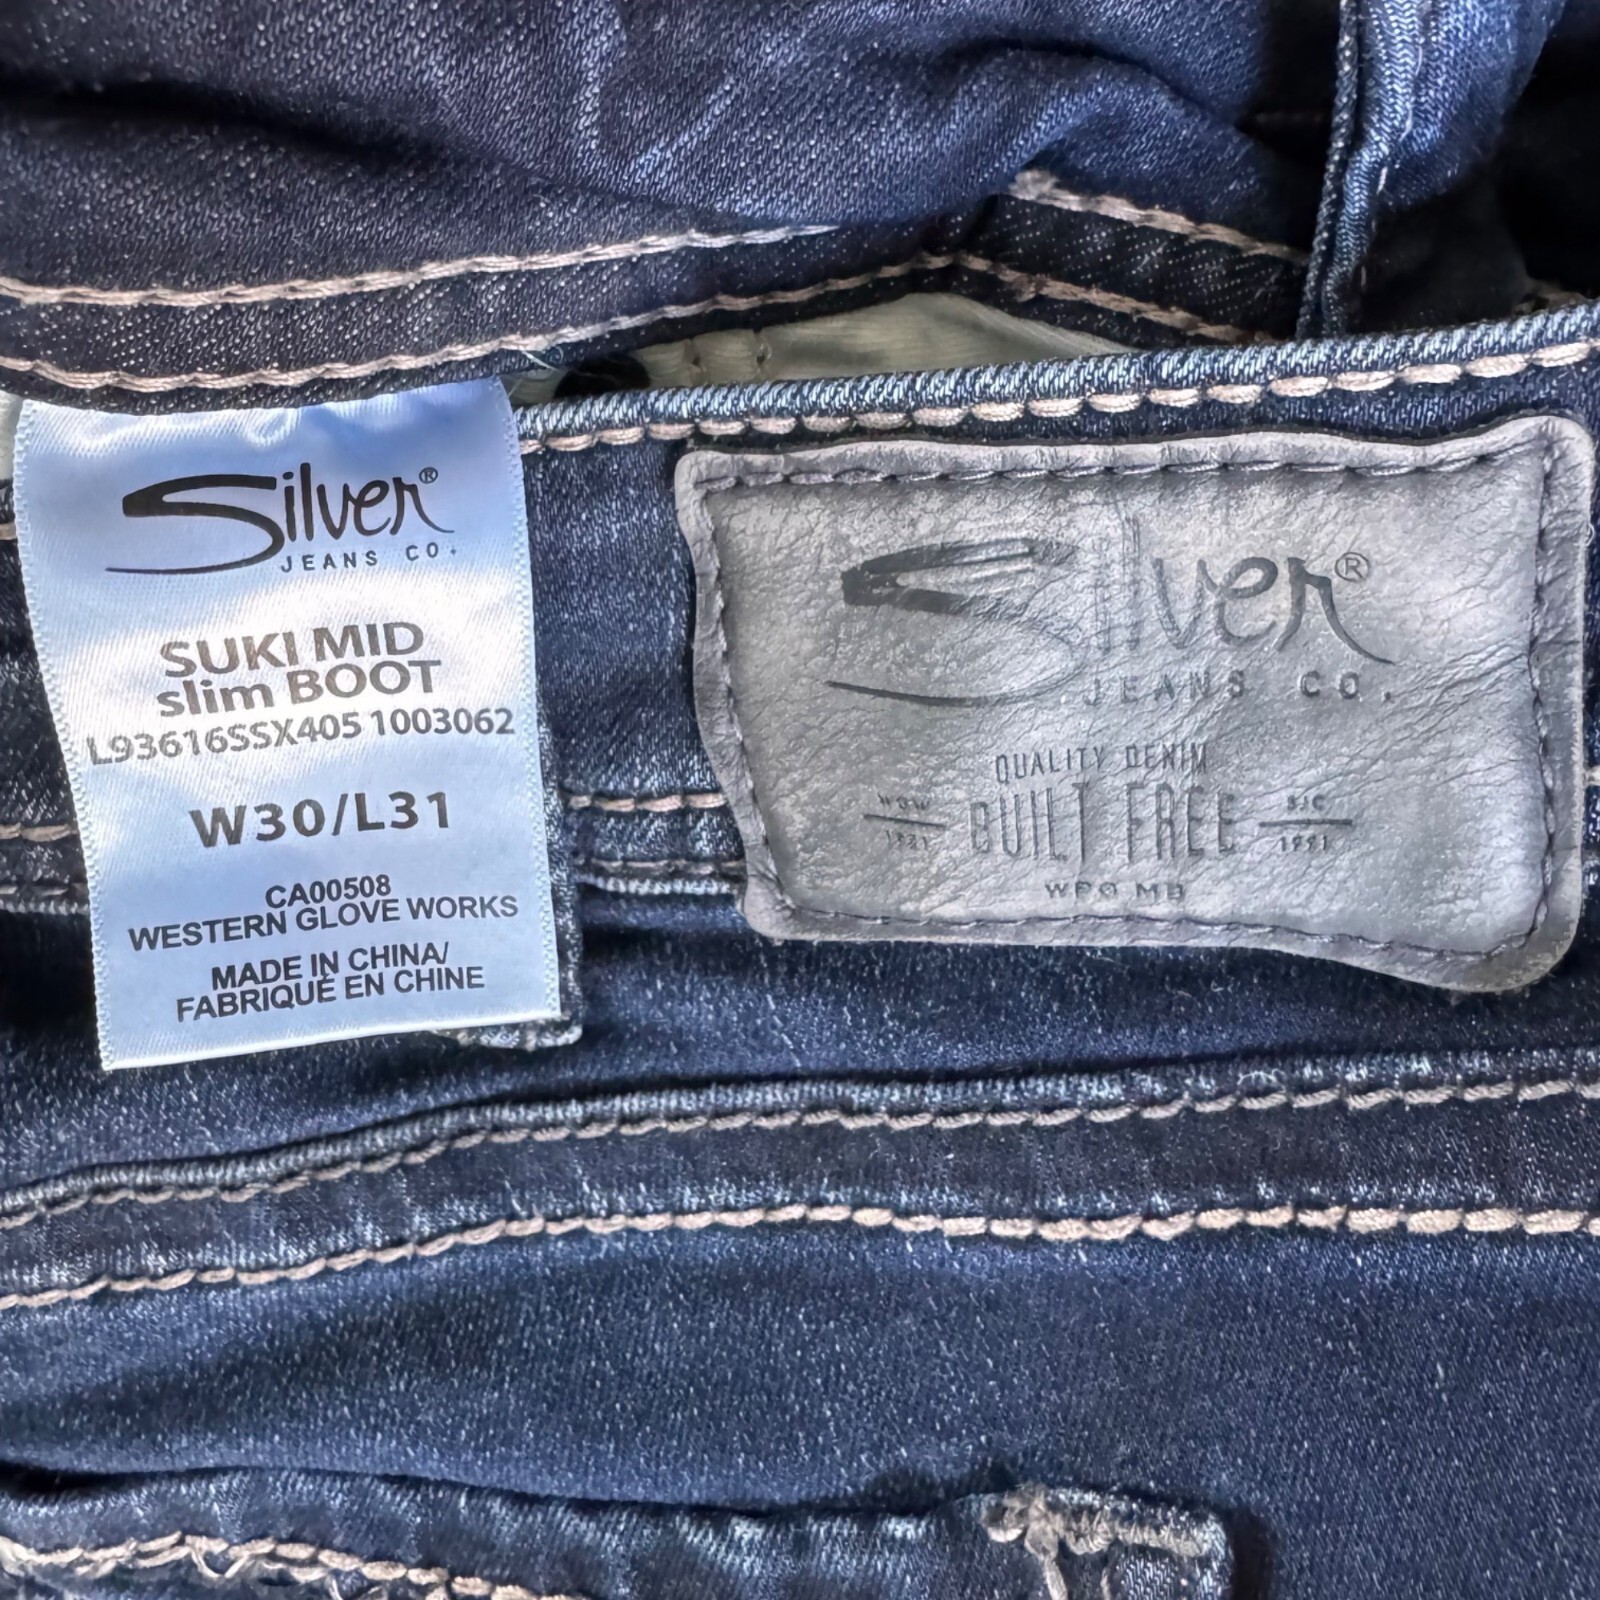 Silver®
JEANS CO.
SUKI MID
slim BOOT
L93616SSX405 1003062
W30/L31
CA00508
WESTERN GLOVE WORKS
MADE IN CHINA/
FABRIQUÉ EN CHINE
Silver®
JEANS CO.
QUALITY DENIM
BUILT FREE
WGW
1921
SJC
1991
WPG MB